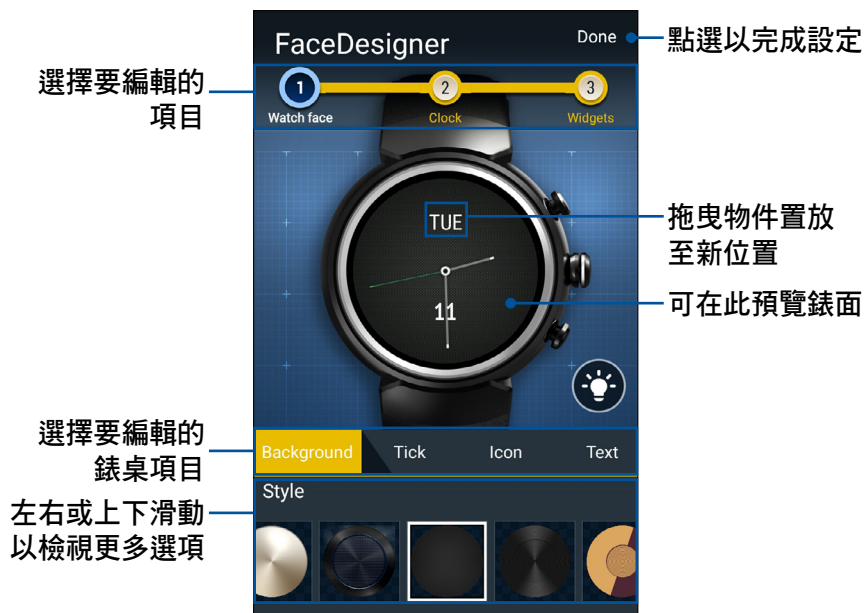 FaceDesigner
Done
點選以完成設定
選擇要編輯的
項目
1
2
3
Watch face
Clock
Widgets
TUE
拖曳物件置放
至新位置
11
可在此預覽錶面
選擇要編輯的
錶桌項目
Background
Tick
Icon
Text
左右或上下滑動
以檢視更多選項
Style